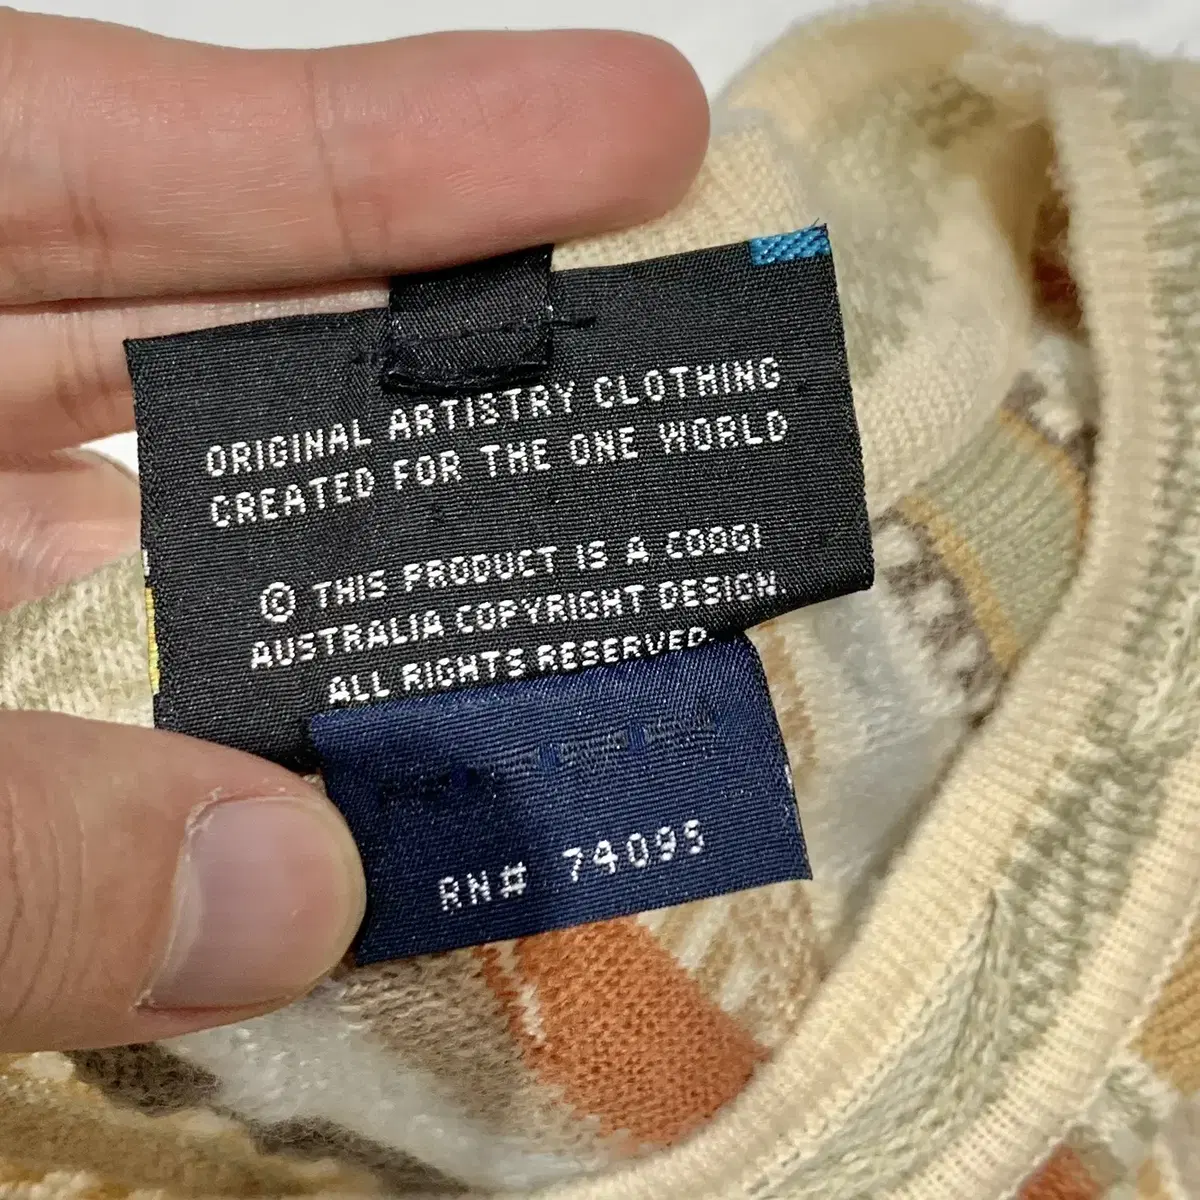 ORIGINAL ARTISTRY CLOTHING
CREATED FOR THE ONE WORLD
© THIS PRODUCT IS A COOGI
AUSTRALIA COPYRIGHT DESIGN.
ALL RIGHTS RESERVED.
RN# 74095